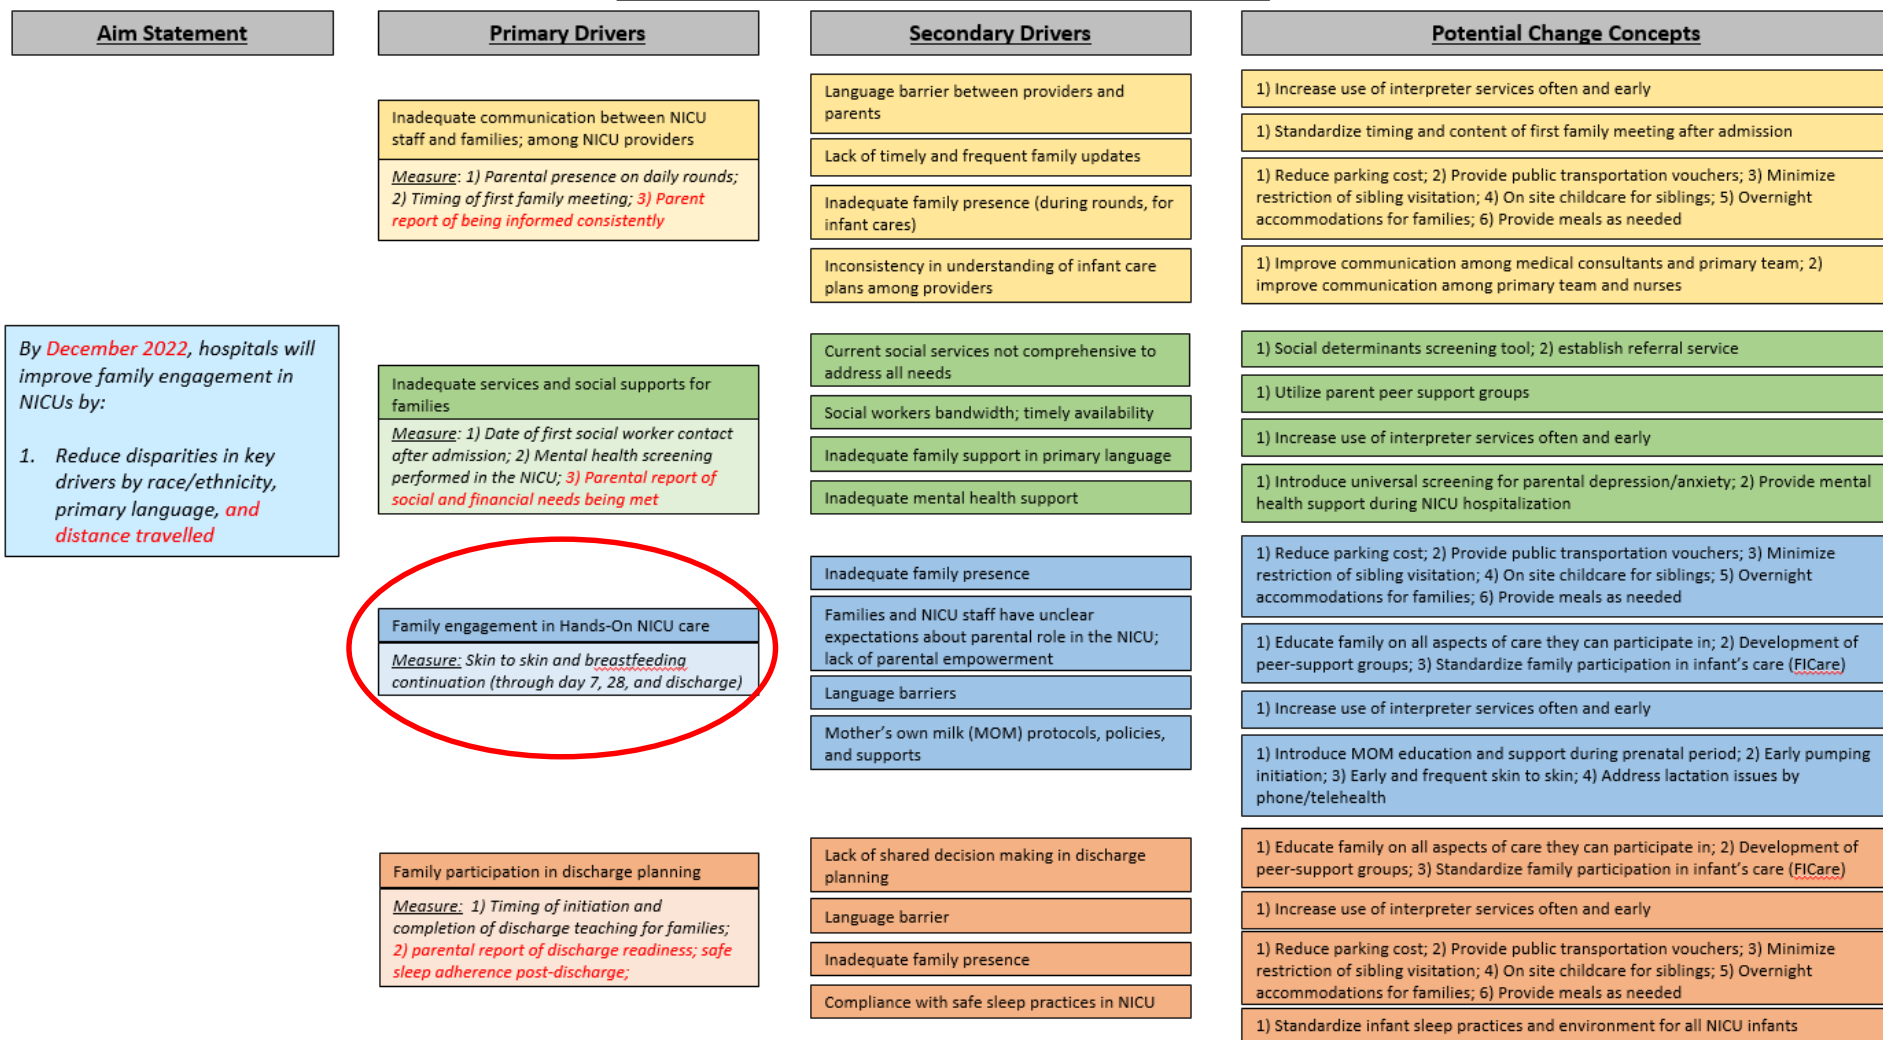 Aim Statement
Primary Drivers
Secondary Drivers
Potential Change Concepts
By December 2022, hospitals will
improve family engagement in
NICUs by:
1. Reduce disparities in key
drivers by race/ethnicity,
primary language, and
distance travelled
Inadequate communication between NICU
staff and families; among NICU providers
Measure: 1) Parental presence on daily rounds;
2) Timing of first family meeting; 3) Parent
report of being informed consistently
Language barrier between providers and
parents
Lack of timely and frequent family updates
Inadequate family presence (during rounds, for
infant cares)
Inconsistency in understanding of infant care
plans among providers
1) Increase use of interpreter services often and early
1) Standardize timing and content of first family meeting after admission
1) Reduce parking cost; 2) Provide public transportation vouchers; 3) Minimize
restriction of sibling visitation; 4) On site childcare for siblings; 5) Overnight
accommodations for families; 6) Provide meals as needed
1) Improve communication among medical consultants and primary team; 2)
improve communication among primary team and nurses
Inadequate services and social supports for
families
Measure: 1) Date of first social worker contact
after admission; 2) Mental health screening
performed in the NICU; 3) Parental report of
social and financial needs being met
Current social services not comprehensive to
address all needs
Social workers bandwidth; timely availability
Inadequate family support in primary language
Inadequate mental health support
1) Social determinants screening tool; 2) establish referral service
1) Utilize parent peer support groups
1) Increase use of interpreter services often and early
1) Introduce universal screening for parental depression/anxiety; 2) Provide mental
health support during NICU hospitalization
Family engagement in Hands-On NICU care
Measure: Skin to skin and breastfeeding
continuation (through day 7, 28, and discharge)
Inadequate family presence
Families and NICU staff have unclear
expectations about parental role in the NICU;
lack of parental empowerment
Language barriers
Mother's own milk (MOM) protocols, policies,
and supports
1) Reduce parking cost; 2) Provide public transportation vouchers; 3) Minimize
restriction of sibling visitation; 4) On site childcare for siblings; 5) Overnight
accommodations for families; 6) Provide meals as needed
1) Educate family on all aspects of care they can participate in; 2) Development of
peer-support groups; 3) Standardize family participation in infant's care (FICare)
1) Increase use of interpreter services often and early
1) Introduce MOM education and support during prenatal period; 2) Early pumping
initiation; 3) Early and frequent skin to skin; 4) Address lactation issues by
phone/telehealth
Family participation in discharge planning
Measure: 1) Timing of initiation and
completion of discharge teaching for families;
2) parental report of discharge readiness; safe
sleep adherence post-discharge;
Lack of shared decision making in discharge
planning
Language barrier
Inadequate family presence
Compliance with safe sleep practices in NICU
1) Educate family on all aspects of care they can participate in; 2) Development of
peer-support groups; 3) Standardize family participation in infant's care (FICare)
1) Increase use of interpreter services often and early
1) Reduce parking cost; 2) Provide public transportation vouchers; 3) Minimize
restriction of sibling visitation; 4) On site childcare for siblings; 5) Overnight
accommodations for families; 6) Provide meals as needed
1) Standardize infant sleep practices and environment for all NICU infants